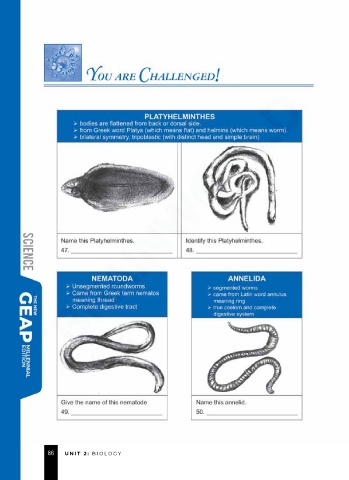 YOU ARE CHALLENGED!
PLATYHELMINTHES
➢ bodies are flattened from back or dorsal side.
➢ from Greek word Platys (which means flat) and helmins (which means worm).
➢ bilateral symmetry, tripoblastic (with distinct head and simple brain)
Name this Platyhelminthes.
47.
Identify this Platyhelminthes.
48.
NEMATODA
➢ Unsegmented roundworms
➢ Came from Greek term nematos
meaning thread
➢ Complete digestive tract
ANNELIDA
➢ segmented worms
➢ came from Latin word annulus
meaning ring
➢ true coelom and complete
digestive system
Give the name of this nematode
49.
Name this annelid.
50.
SCIENCE
THE NEW
GEAP
MILLENNIAL
EDITION
86 UNIT 2: BIOLOGY